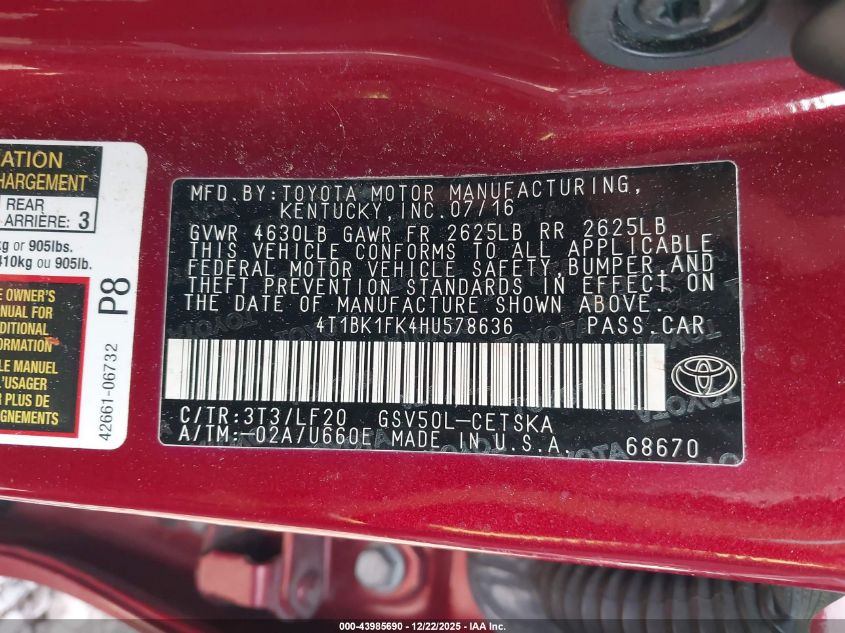 ATION
HARGEMENT
REAR
ARRIÈRE: 3
kg or 905lbs.
410kg ou 905lb.
E OWNER'S
ANUAL FOR
DITIONAL
FORMATION
le MANUEL
L'USAGER
R PLUS DE
P8
42661-06732
MFD.BY:TOYOTA MOTOR MANUFACTURING,
KENTUCKY,INC.07/16
GVWR 4630LB GAWR FR 2625LB RR 2625LB
THIS VEHICLE CONFORMS TO ALL APPLICABLE
FEDERAL MOTOR VEHICLE SAFETY,BUMPER,AND
THEFT PREVENTION STANDARDS IN EFFECT ON
THE DATE OF MANUFACTURE SHOWN ABOVE.
4T1BK1FK4HU578636 PASS.CAR
C/TR:3T3/LF20 GSV50L-CETSKA
A/TM:-02A/U660E MADE IN U.S.A. 68670
000-43985690 - 12/22/2025 - IAA Inc.